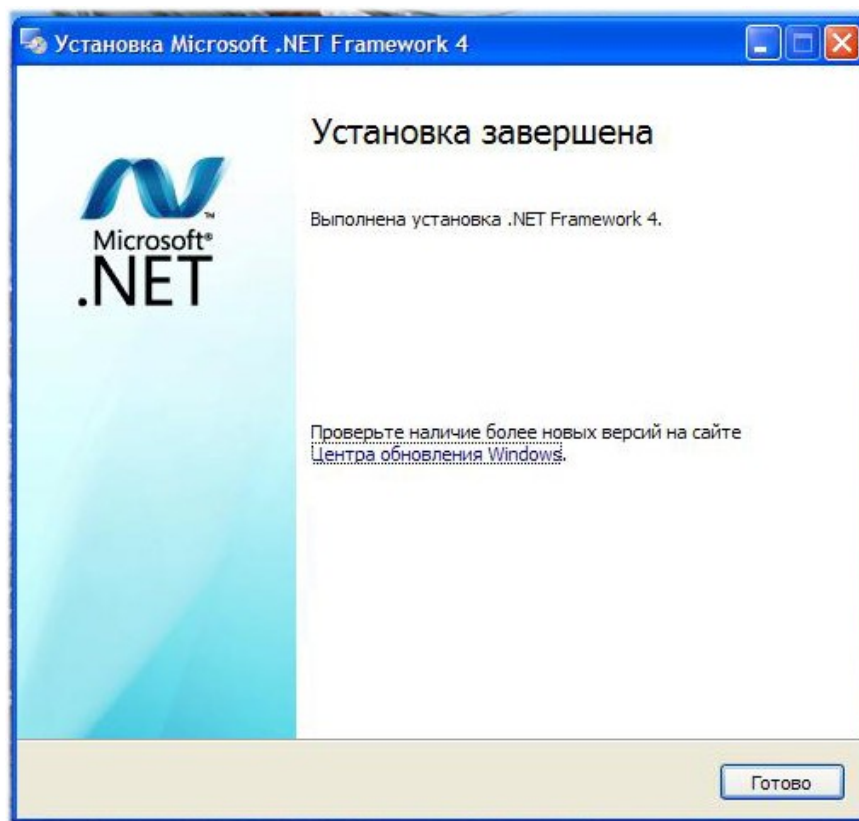 Установка Microsoft .NET Framework 4
Установка завершена
Microsoft®
.NET
™
Выполнена установка .NET Framework 4.
Проверьте наличие более новых версий на сайте
Центра обновления Windows.
Готово